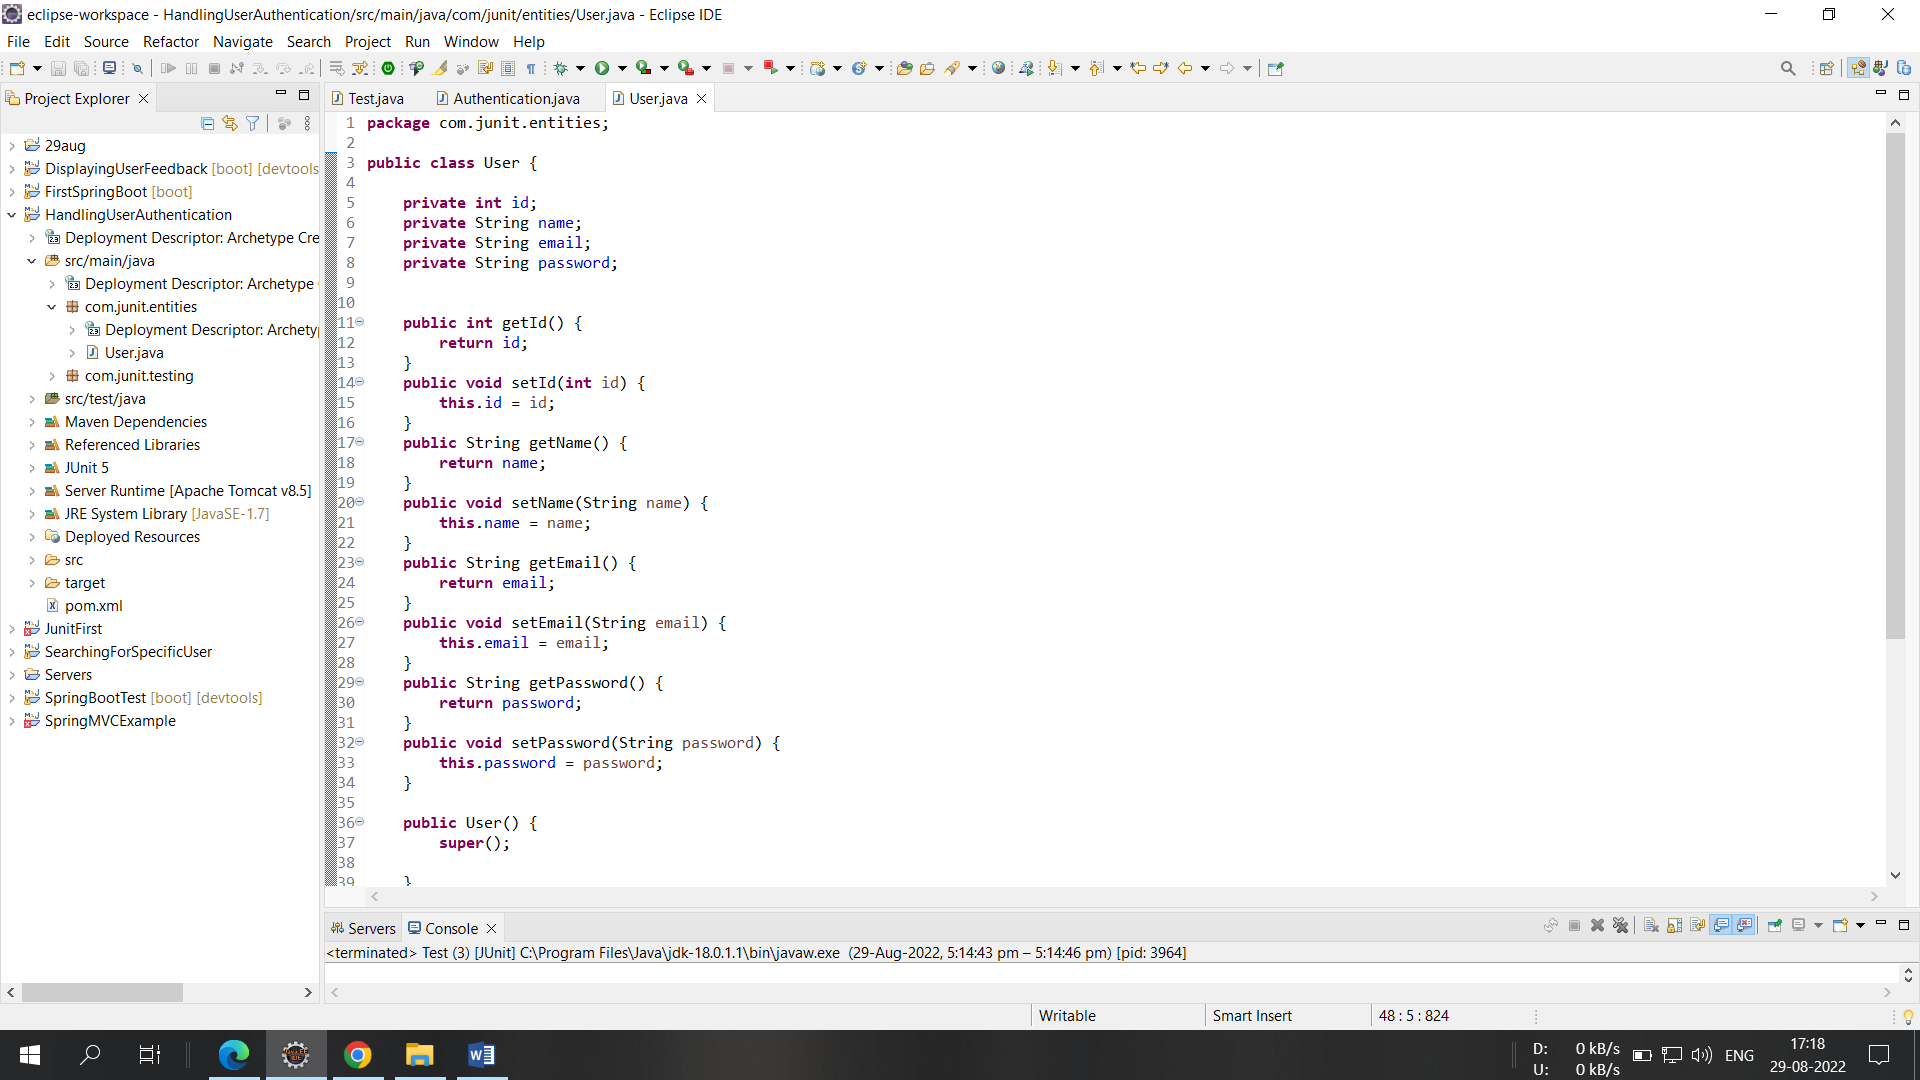 eclipse-workspace - HandlingUserAuthentication/src/main/java/com/junit/entities/User.java - Eclipse IDE
File Edit Source Refactor Navigate Search Project Run Window Help
Project Explorer
29aug
DisplayingUserFeedback [boot] [devtools
FirstSpringBoot [boot]
HandlingUserAuthentication
Deployment Descriptor: Archetype Cre
src/main/java
Deployment Descriptor: Archetype
com.junit.entities
Deployment Descriptor: Archety
User.java
com.junit.testing
src/test/java
Maven Dependencies
Referenced Libraries
JUnit 5
Server Runtime [Apache Tomcat v8.5]
JRE System Library [JavaSE-1.7]
Deployed Resources
src
target
pom.xml
JunitFirst
SearchingForSpecificUser
Servers
SpringBootTest [boot] [devtools]
SpringMVCExample
Test.java Authentication.java User.java
1 package com.junit.entities;
2
3 public class User {
4
5 private int id;
6 private String name;
7 private String email;
8 private String password;
9
10
11 public int getId() {
12 return id;
13 }
14 public void setId(int id) {
15 this.id = id;
16 }
17 public String getName() {
18 return name;
19 }
20 public void setName(String name) {
21 this.name = name;
22 }
23 public String getEmail() {
24 return email;
25 }
26 public void setEmail(String email) {
27 this.email = email;
28 }
29 public String getPassword() {
30 return password;
31 }
32 public void setPassword(String password) {
33 this.password = password;
34 }
35
36 public User() {
37 super();
38
39 }
Servers Console
<terminated> Test (3) [JUnit] C:\Program Files\Java\jdk-18.0.1.1\bin\javaw.exe (29-Aug-2022, 5:14:43 pm – 5:14:46 pm) [pid: 3964]
Writable Smart Insert 48 : 5 : 824
D: 0 kB/s
U: 0 kB/s
ENG
17:18
29-08-2022